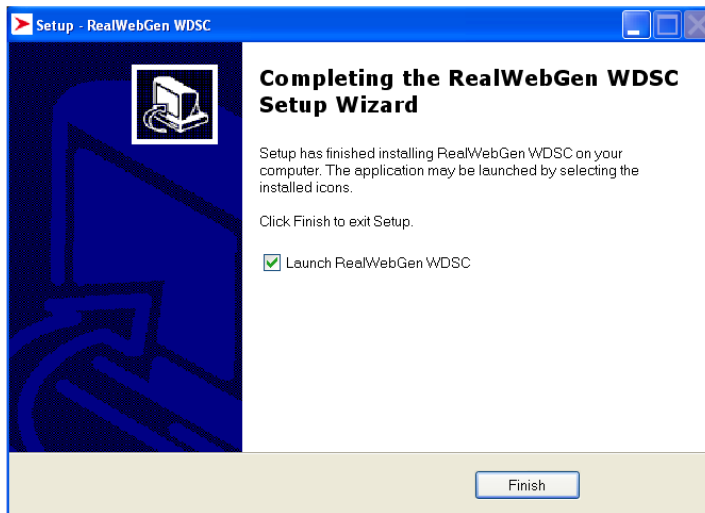 Setup - RealWebGen WDSC
Completing the RealWebGen WDSC
Setup Wizard
Setup has finished installing RealWebGen WDSC on your
computer. The application may be launched by selecting the
installed icons.
Click Finish to exit Setup.
Launch RealWebGen WDSC
Finish